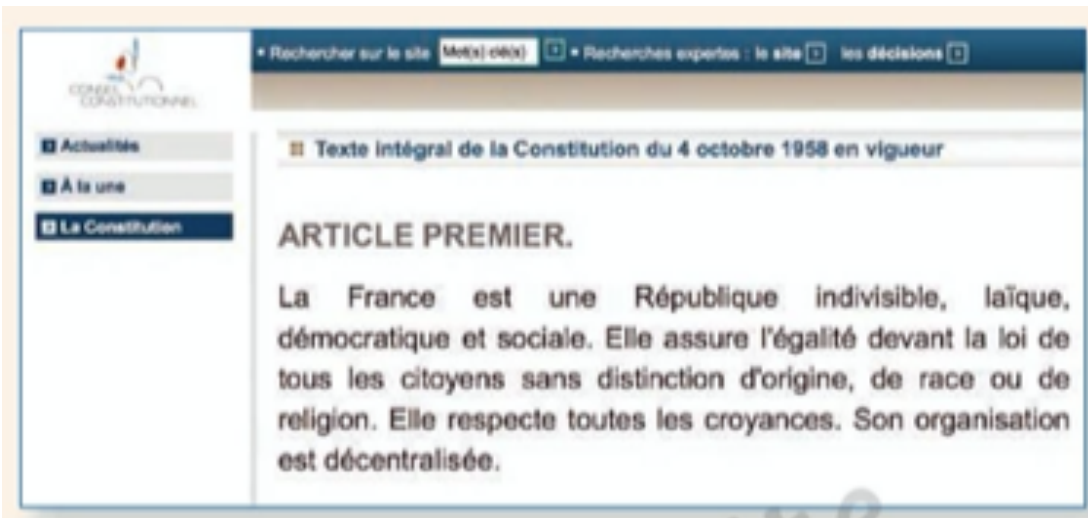 • Rechercher sur le site Mot(s) clé(s) • Recherches expertes : le site les décisions
CONSEIL
CONSTITUTIONNEL
Actualités
À la une
La Constitution
Texte intégral de la Constitution du 4 octobre 1958 en vigueur
ARTICLE PREMIER.
La France est une République indivisible, laïque,
démocratique et sociale. Elle assure l'égalité devant la loi de
tous les citoyens sans distinction d'origine, de race ou de
religion. Elle respecte toutes les croyances. Son organisation
est décentralisée.